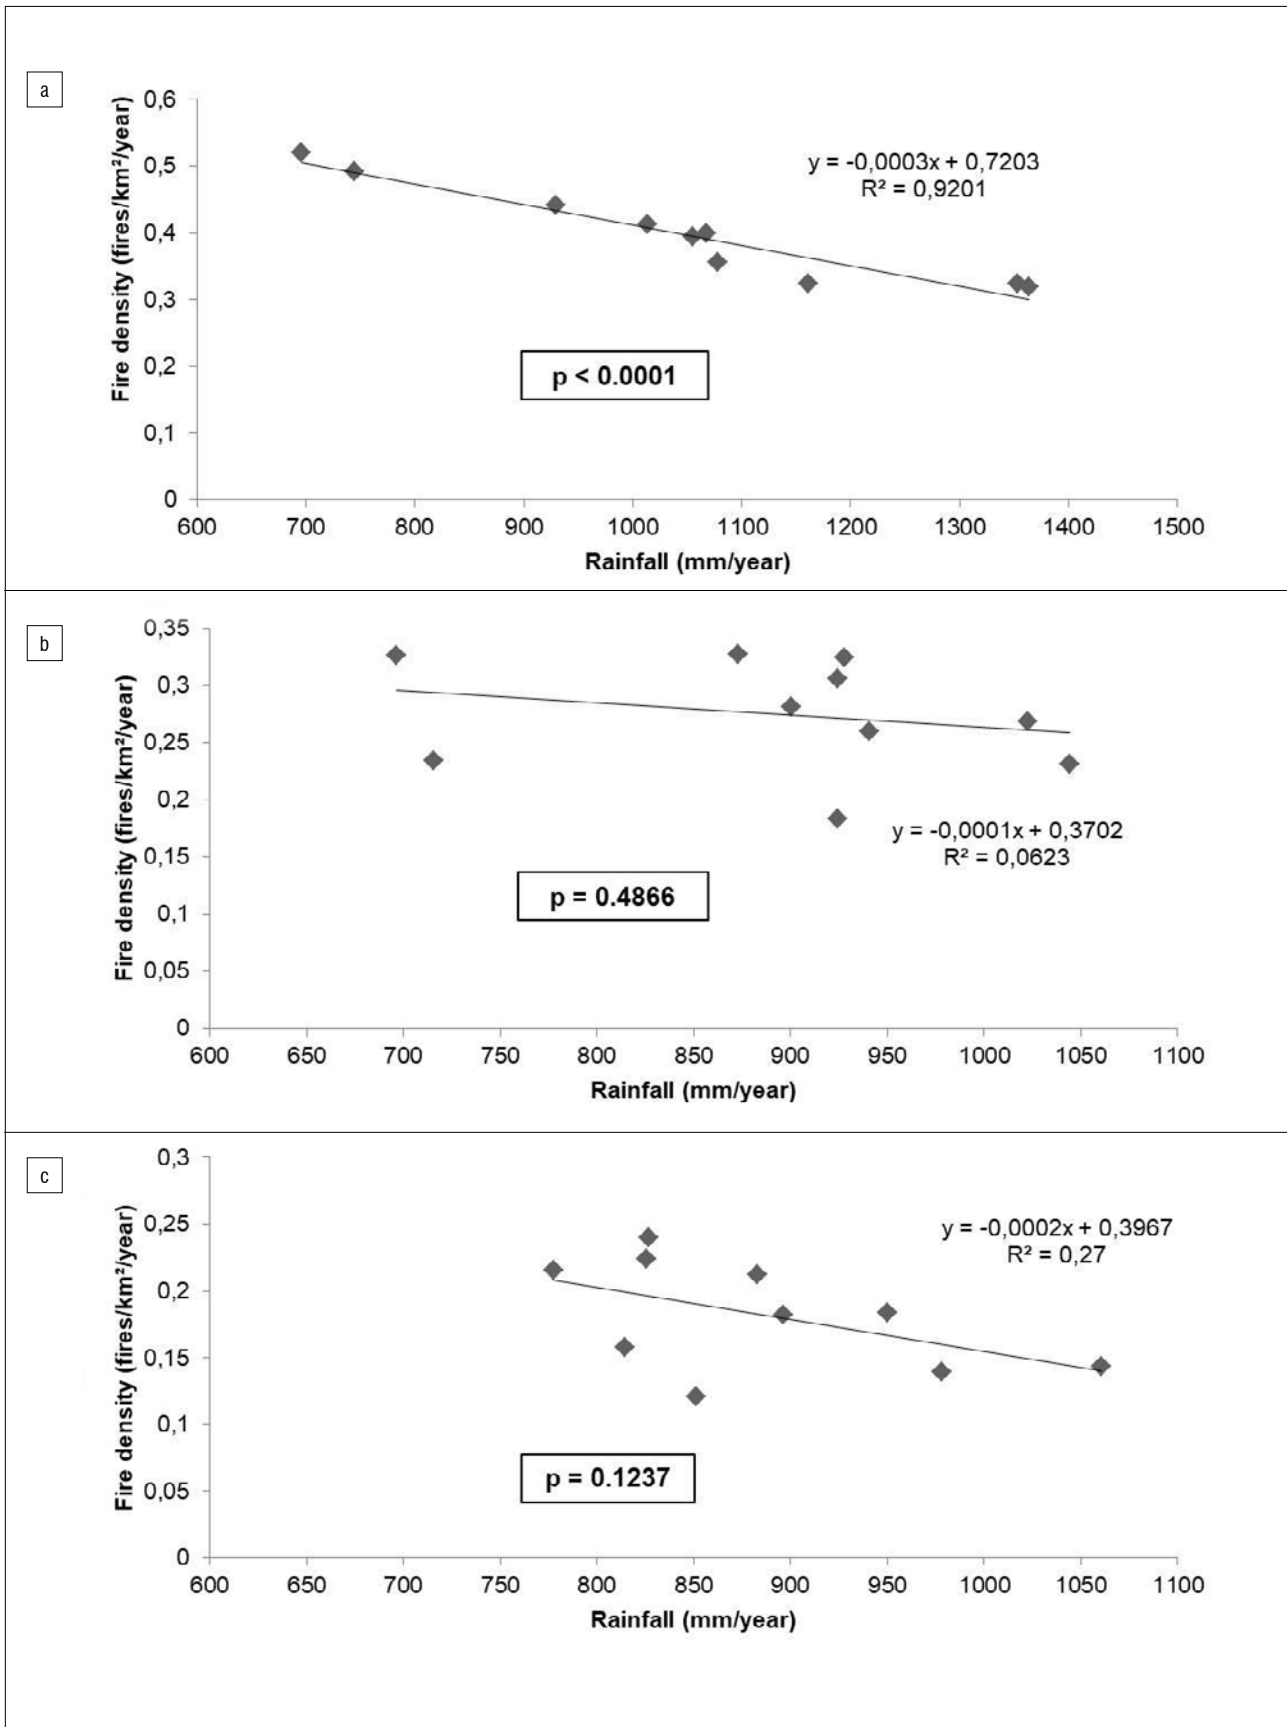 a
Fire density (fires/km²/year)
0,6
0,5
0,4
0,3
0,2
0,1
0
y = -0,0003x + 0,7203
R² = 0,9201
p < 0.0001
600 700 800 900 1000 1100 1200 1300 1400 1500
Rainfall (mm/year)
b
Fire density (fires/km²/year)
0,35
0,3
0,25
0,2
0,15
0,1
0,05
0
y = -0,0001x + 0,3702
R² = 0,0623
p = 0.4866
600 650 700 750 800 850 900 950 1000 1050 1100
Rainfall (mm/year)
c
Fire density (fires/km²/year)
0,3
0,25
0,2
0,15
0,1
0,05
0
y = -0,0002x + 0,3967
R² = 0,27
p = 0.1237
600 650 700 750 800 850 900 950 1000 1050 1100
Rainfall (mm/year)